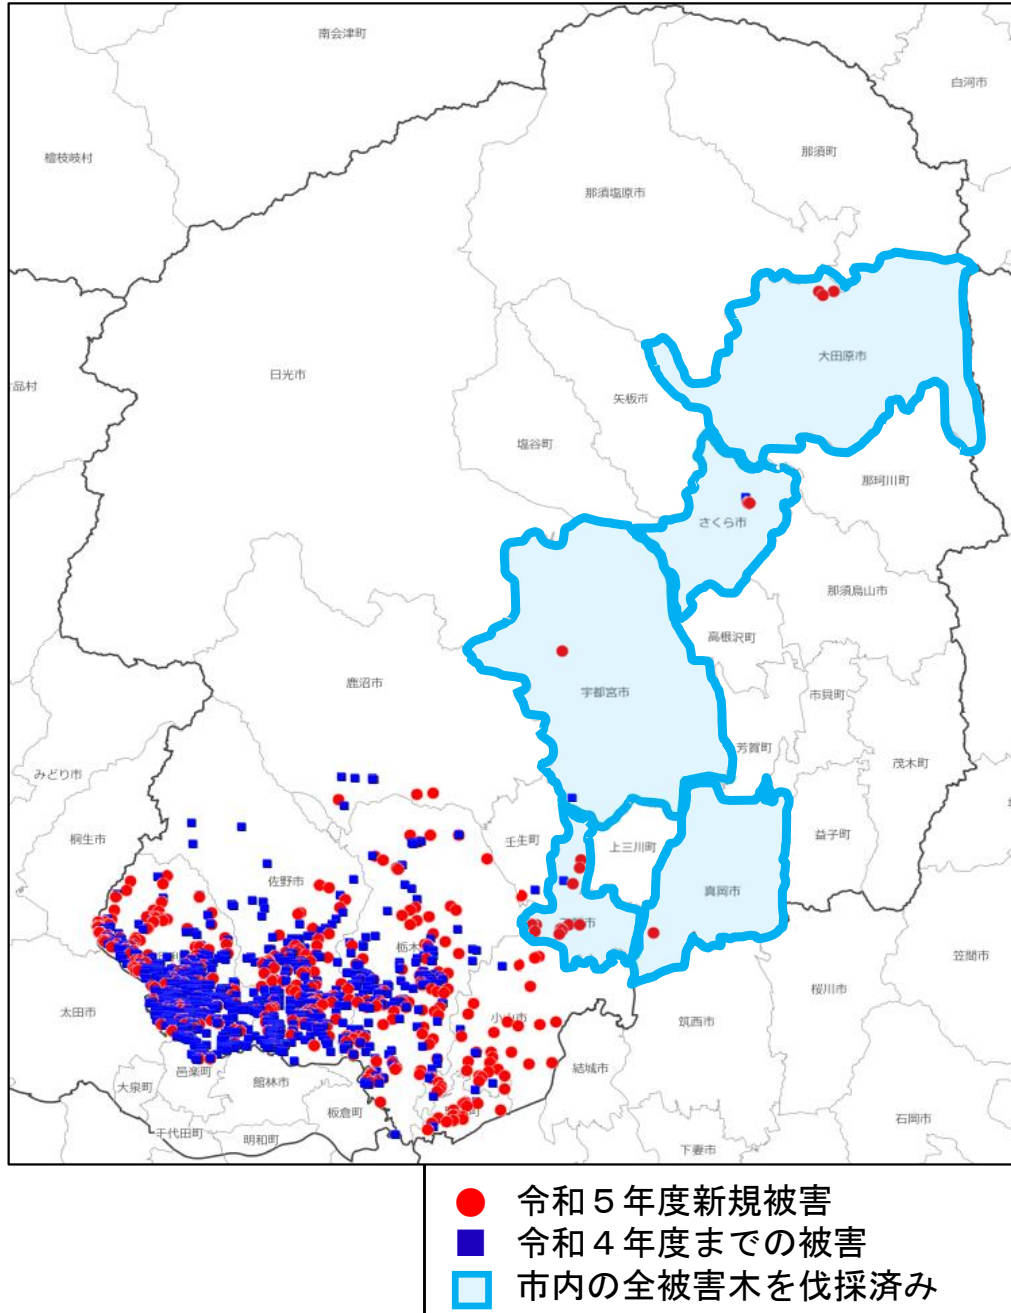 南会津町
白河市
檜枝岐村
那須町
那須塩原市
大田原市
日光市
品村
矢板市
塩谷町
那珂川町
さくら市
那須烏山市
高根沢町
鹿沼市
宇都宮市
市貝町
芳賀町
茂木町
みどり市
桐生市
壬生町
上三川町
益子町
佐野市
真岡市
栃木
笠間市
桜川市
太田市
小山市
筑西市
結城市
邑楽町
大泉町
館林市
板倉町
千代田町
明和町
石岡市
下妻市
令和5年度新規被害
令和4年度までの被害
市内の全被害木を伐採済み